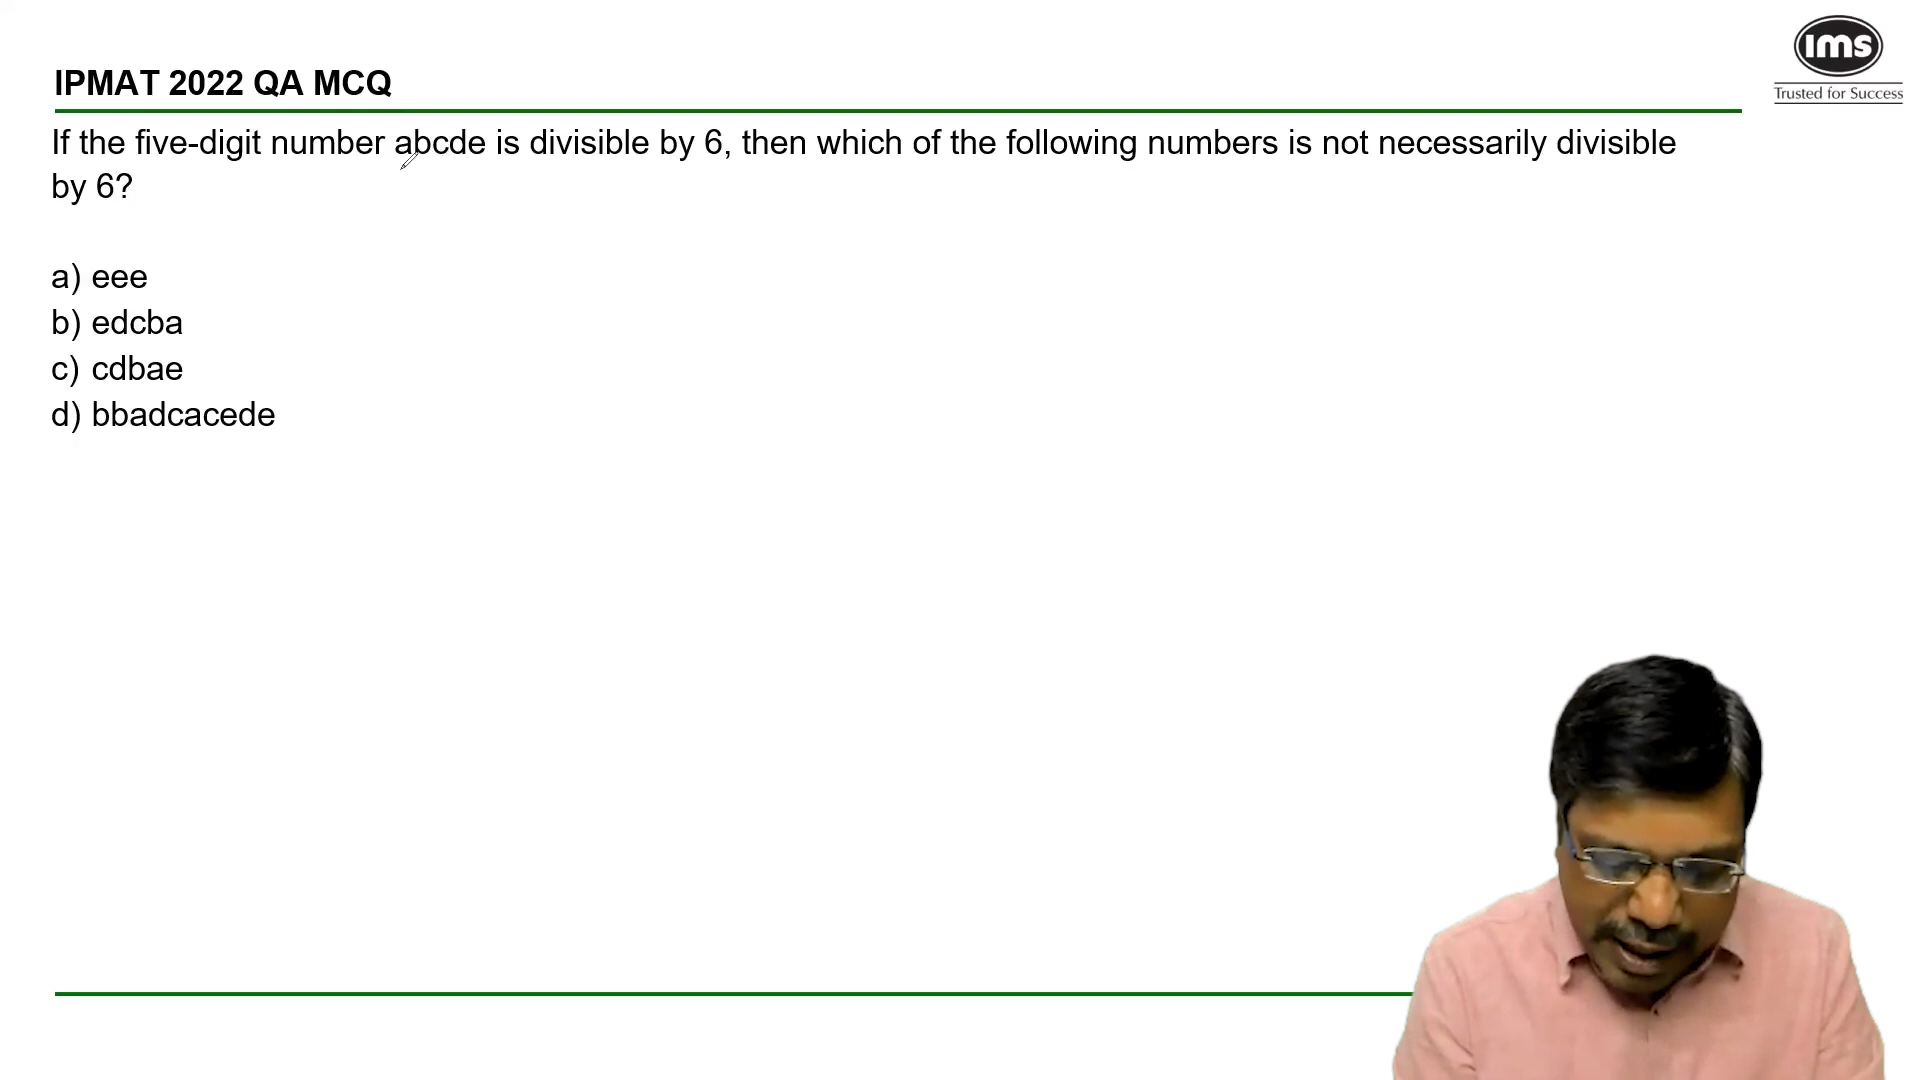 ims
Trusted for Success
IPMAT 2022 QA MCQ
If the five-digit number abcde is divisible by 6, then which of the following numbers is not necessarily divisible
by 6?
a) eee
b) edcba
c) cdbae
d) bbadcacede